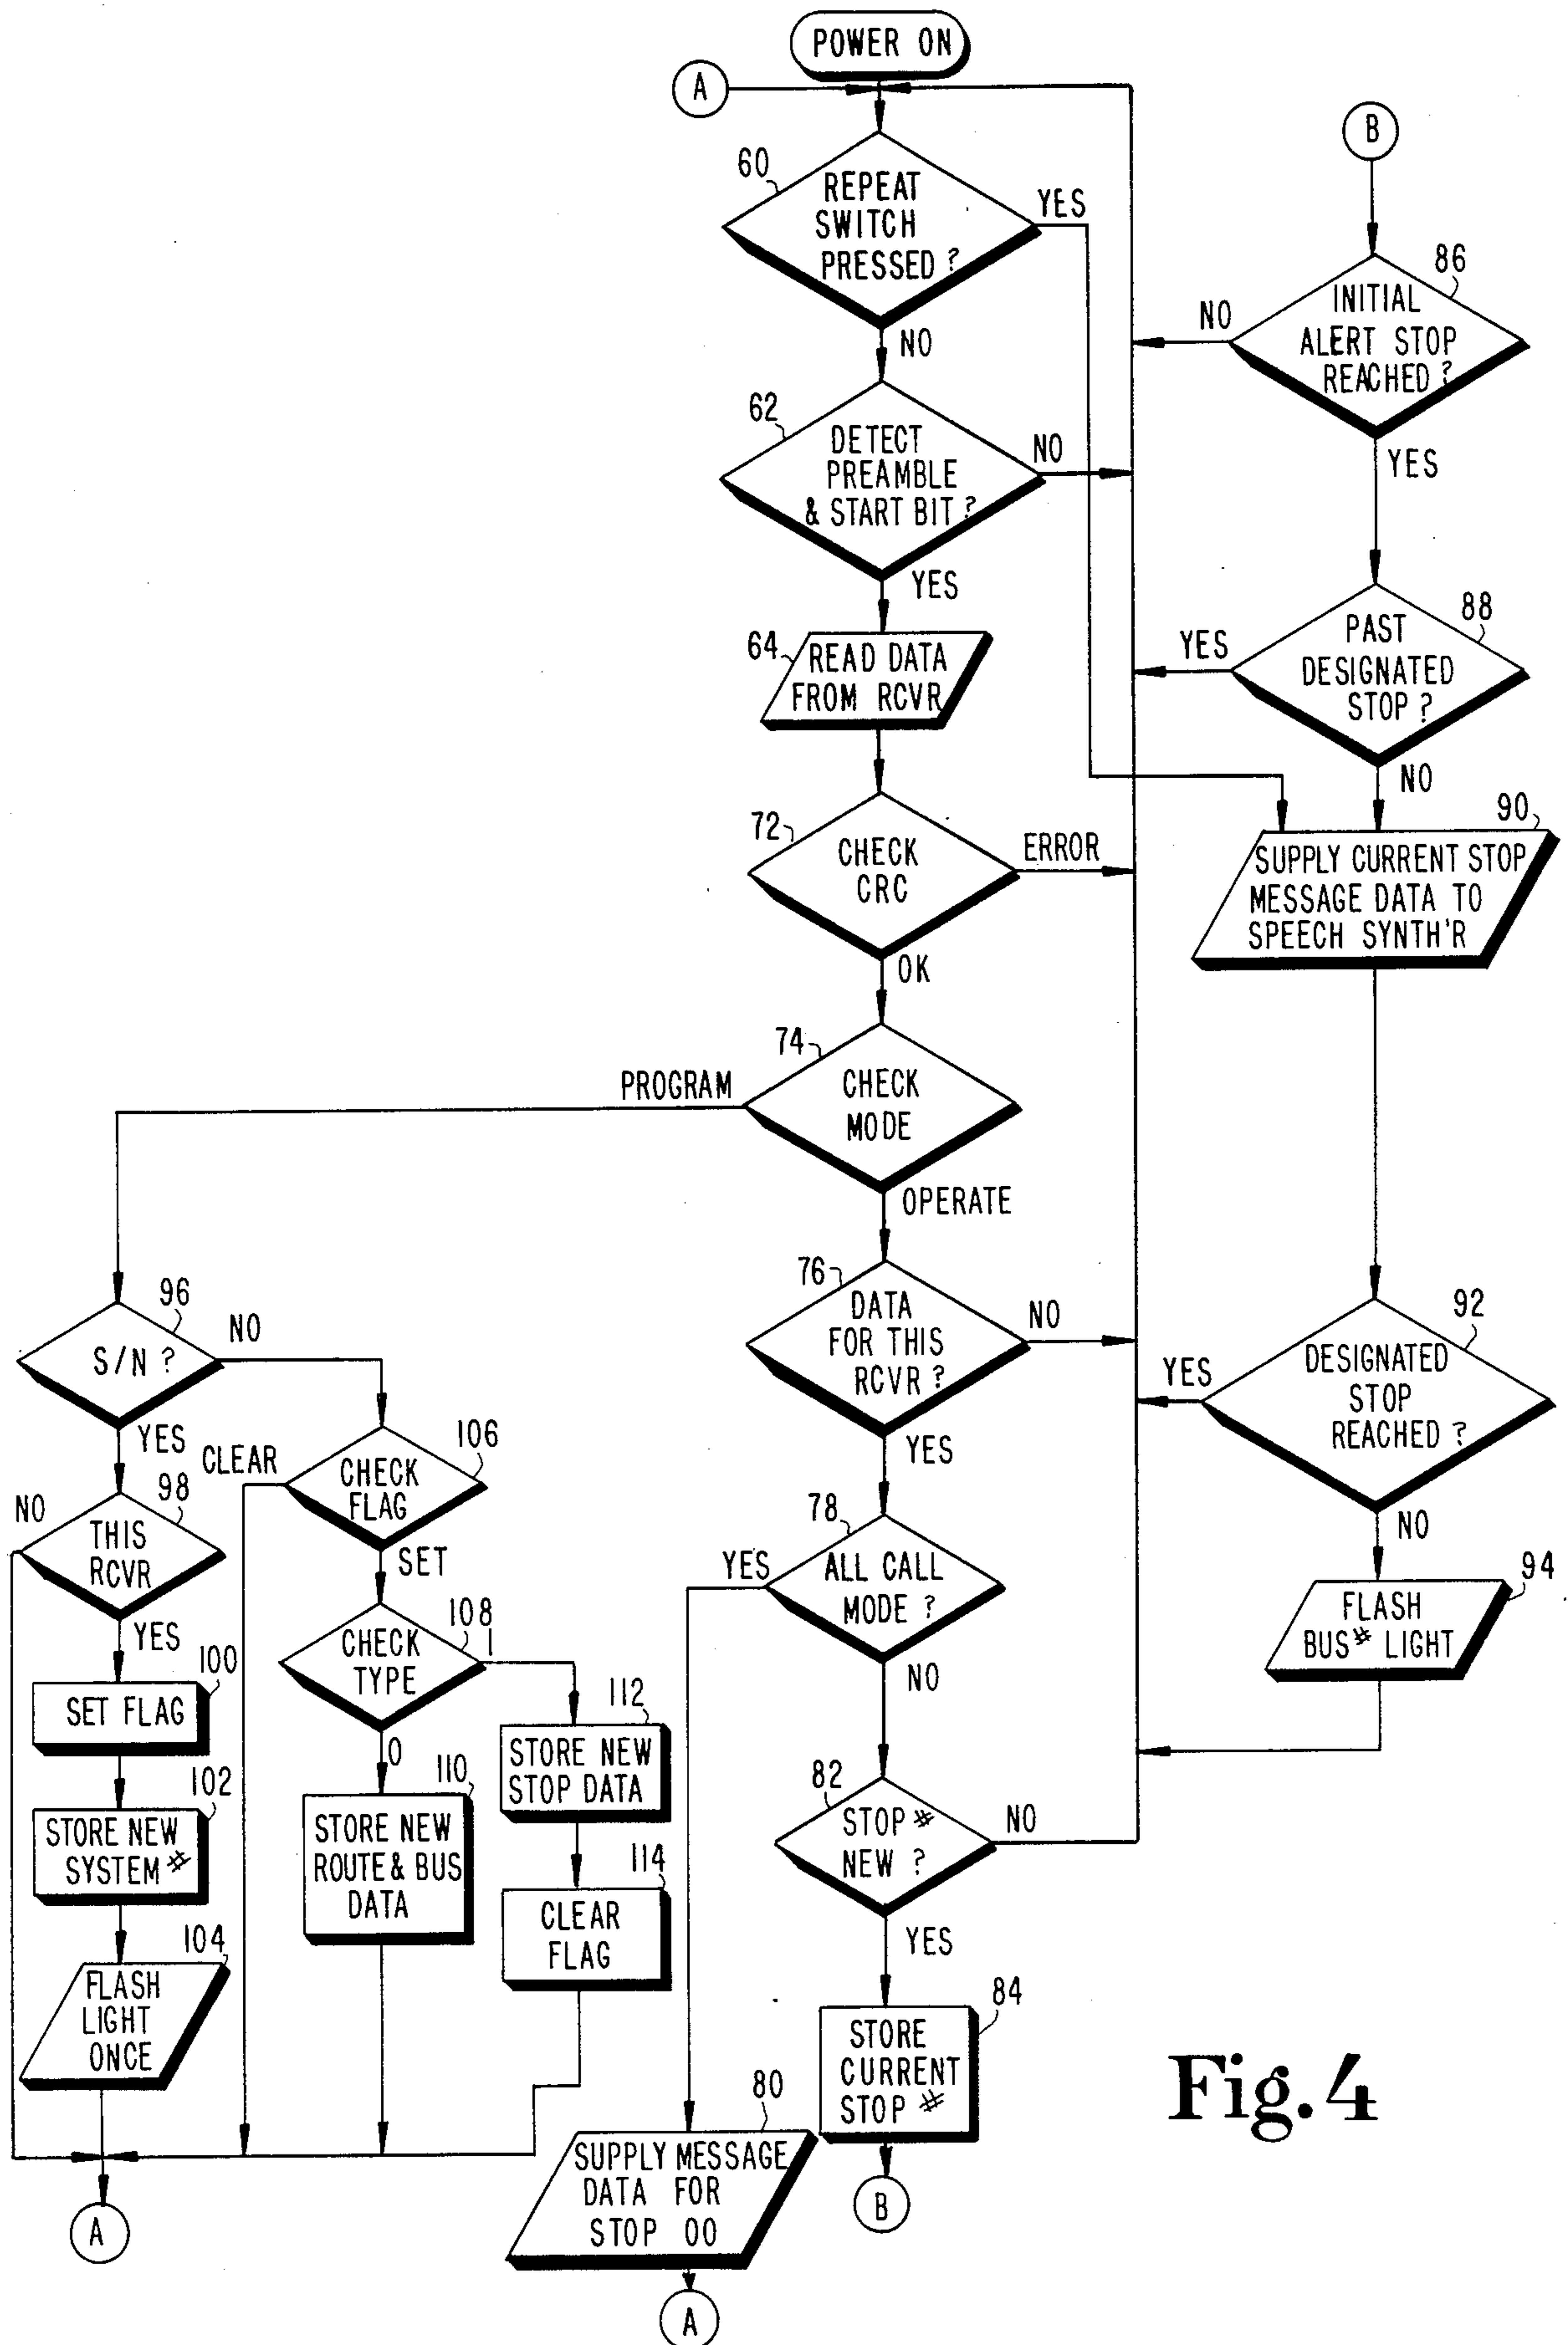 POWER ON
A
B
60
REPEAT
SWITCH
PRESSED ?
YES
NO
86
INITIAL
ALERT STOP
REACHED ?
NO
YES
62
DETECT
PREAMBLE
& START BIT ?
NO
YES
88
PAST
DESIGNATED
STOP ?
YES
NO
64
READ DATA
FROM RCVR
90
SUPPLY CURRENT STOP
MESSAGE DATA TO
SPEECH SYNTH'R
72
CHECK
CRC
ERROR
OK
74
CHECK
MODE
PROGRAM
OPERATE
76
DATA
FOR THIS
RCVR ?
NO
YES
92
DESIGNATED
STOP
REACHED ?
YES
NO
94
FLASH
BUS # LIGHT
96
S/N ?
NO
YES
98
THIS
RCVR
NO
YES
100
SET FLAG
102
STORE NEW
SYSTEM #
104
FLASH
LIGHT
ONCE
A
106
CHECK
FLAG
CLEAR
SET
108
CHECK
TYPE
1
0
110
STORE NEW
ROUTE & BUS
DATA
112
STORE NEW
STOP DATA
114
CLEAR
FLAG
78
ALL CALL
MODE ?
YES
NO
80
SUPPLY MESSAGE
DATA FOR
STOP 00
A
82
STOP #
NEW ?
NO
YES
84
STORE
CURRENT
STOP #
B
Fig. 4